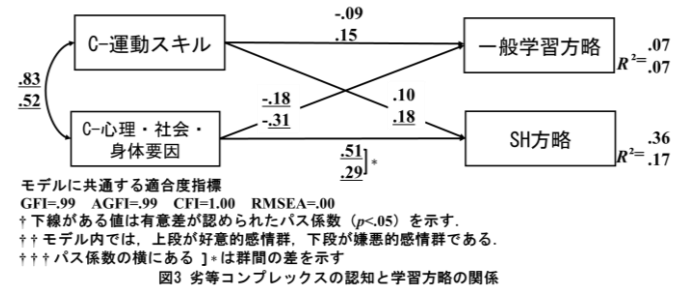 -.09
C-運動スキル
.15
一般学習方略
.07
R²=.07
.83
.52
-.18
-.31
.10
.18
C-心理・社会・
身体要因
SH方略
.36
R²=.17
.51
.29
]*
モデルに共通する適合度指標
GFI=.99 AGFI=.99 CFI=1.00 RMSEA=.00
†下線がある値は有意差が認められたパス係数(p<.05)を示す.
††モデル内では,上段が好意的感情群,下段が嫌悪的感情群である.
†††パス係数の横にある ]*は群間の差を示す
図3 劣等コンプレックスの認知と学習方略の関係